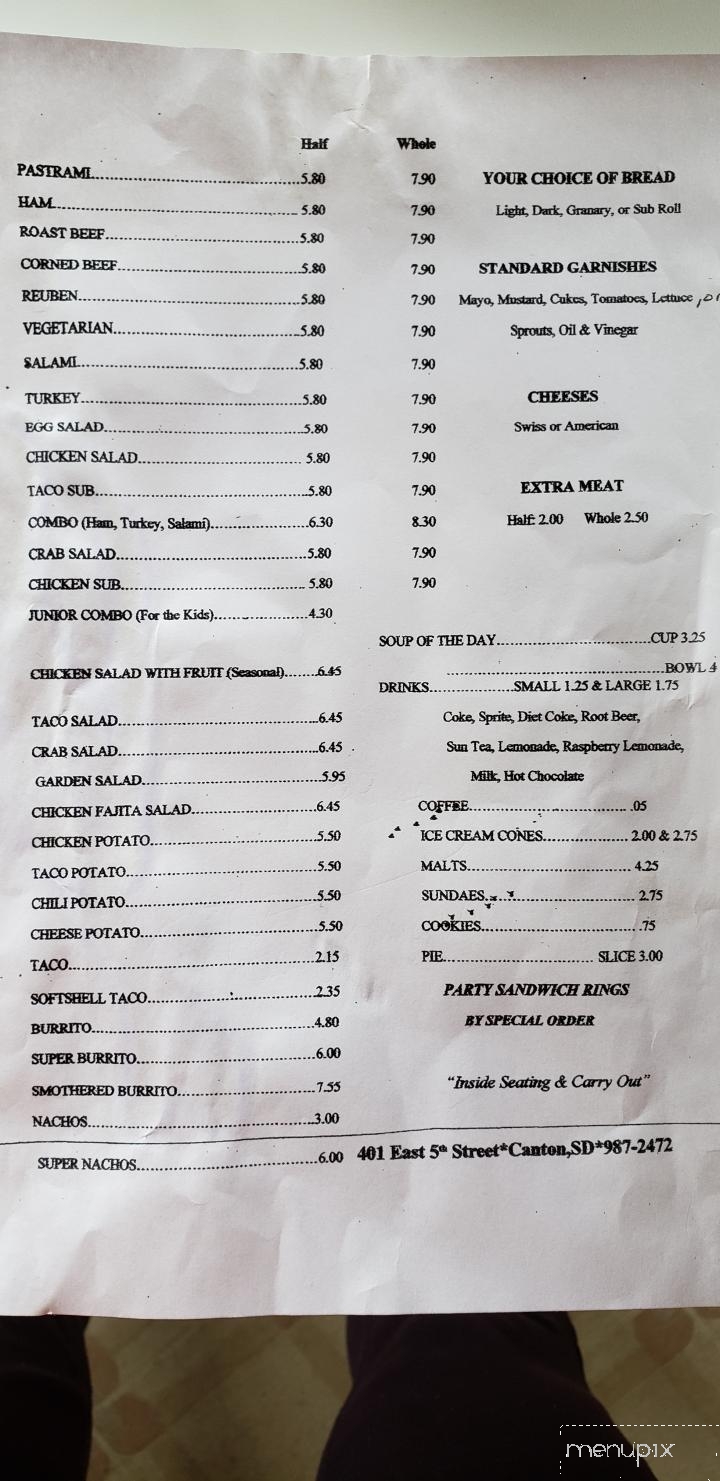 Half Whole
PASTRAMI.....5.80 7.90
HAM.....5.80 7.90
ROAST BEEF.....5.80 7.90
CORNED BEEF.....5.80 7.90
REUBEN.....5.80 7.90
VEGETARIAN.....5.80 7.90
SALAMI.....5.80 7.90
TURKEY.....5.80 7.90
EGG SALAD.....5.80 7.90
CHICKEN SALAD.....5.80 7.90
TACO SUB.....5.80 7.90
COMBO (Ham, Turkey, Salami).....6.30 8.30
CRAB SALAD.....5.80 7.90
CHICKEN SUB.....5.80 7.90
JUNIOR COMBO (For the Kids).....4.30
CHICKEN SALAD WITH FRUIT (Seasonal).....6.45
TACO SALAD.....6.45
CRAB SALAD.....6.45
GARDEN SALAD.....5.95
CHICKEN FAJITA SALAD.....6.45
CHICKEN POTATO.....5.50
TACO POTATO.....5.50
CHILI POTATO.....5.50
CHEESE POTATO.....5.50
TACO.....2.15
SOFTSHELL TACO.....2.35
BURRITO.....4.80
SUPER BURRITO.....6.00
SMOTHERED BURRITO.....7.55
NACHOS.....3.00
SUPER NACHOS.....6.00
YOUR CHOICE OF BREAD
Light, Dark, Granary, or Sub Roll
STANDARD GARNISHES
Mayo, Mustard, Cukes, Tomatoes, Lettuce
Sprouts, Oil & Vinegar
CHEESES
Swiss or American
EXTRA MEAT
Half: 2.00 Whole 2.50
SOUP OF THE DAY.....CUP 3.25
.....BOWL 4
DRINKS.....SMALL 1.25 & LARGE 1.75
Coke, Sprite, Diet Coke, Root Beer,
Sun Tea, Lemonade, Raspberry Lemonade,
Milk, Hot Chocolate
COFFEE......05
ICE CREAM CONES.....2.00 & 2.75
MALTS.....4.25
SUNDAES.....2.75
COOKIES......75
PIE.....SLICE 3.00
PARTY SANDWICH RINGS
BY SPECIAL ORDER
"Inside Seating & Carry Out"
401 East 5th Street*Canton,SD*987-2472
menupix